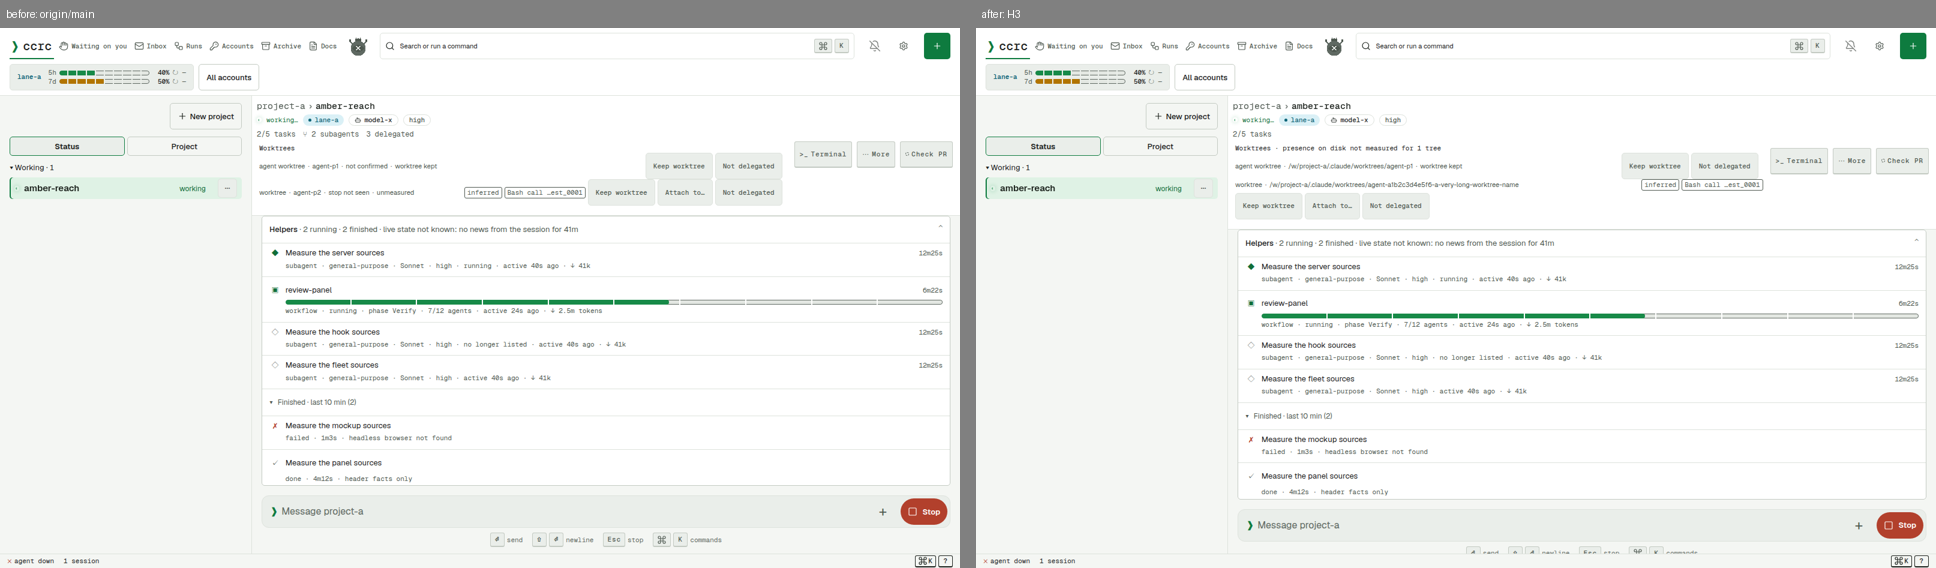 before: origin/main
ccrc Waiting on you Inbox Runs Accounts Archive Docs Search or run a command ⌘ K +
lane-a 5h 40% ↻ —
7d 50% ↻ —
All accounts
+ New project
Status Project
▾ Working · 1
amber-reach working ···
project-a › amber-reach
working… • lane-a model-x high
2/5 tasks 2 subagents 3 delegated
Worktrees
agent worktree · agent-p1 · not confirmed · worktree kept Keep worktree Not delegated
worktree · agent-p2 · stop not seen · unmeasured inferred Bash call …est_0001 Keep worktree Attach to… Not delegated
>_ Terminal ··· More ○ Check PR
Helpers · 2 running · 2 finished · live state not known: no news from the session for 41m
Measure the server sources 12m25s
subagent · general-purpose · Sonnet · high · running · active 40s ago · ↓ 41k
review-panel 6m22s
workflow · running · phase Verify · 7/12 agents · active 24s ago · ↓ 2.5m tokens
Measure the hook sources 12m25s
subagent · general-purpose · Sonnet · high · no longer listed · active 40s ago · ↓ 41k
Measure the fleet sources 12m25s
subagent · general-purpose · Sonnet · high · active 40s ago · ↓ 41k
▾ Finished · last 10 min (2)
✗ Measure the mockup sources
failed · 1m3s · headless browser not found
✓ Measure the panel sources
done · 4m12s · header facts only
❯ Message project-a + Stop
send newline Esc stop ⌘ K commands
× agent down 1 session ⌘K ?
after: H3
ccrc Waiting on you Inbox Runs Accounts Archive Docs Search or run a command ⌘ K +
lane-a 5h 40% ↻ —
7d 50% ↻ —
All accounts
+ New project
Status Project
▾ Working · 1
amber-reach working ···
project-a › amber-reach
working… • lane-a model-x high
2/5 tasks
Worktrees · presence on disk not measured for 1 tree
agent worktree · /w/project-a/.claude/worktrees/agent-p1 · worktree kept Keep worktree Not delegated
worktree · /w/project-a/.claude/worktrees/agent-a1b2c3d4e5f6-a-very-long-worktree-name inferred Bash call …est_0001
Keep worktree Attach to… Not delegated
>_ Terminal ··· More ○ Check PR
Helpers · 2 running · 2 finished · live state not known: no news from the session for 41m
Measure the server sources 12m25s
subagent · general-purpose · Sonnet · high · running · active 40s ago · ↓ 41k
review-panel 6m22s
workflow · running · phase Verify · 7/12 agents · active 24s ago · ↓ 2.5m tokens
Measure the hook sources 12m25s
subagent · general-purpose · Sonnet · high · no longer listed · active 40s ago · ↓ 41k
Measure the fleet sources 12m25s
subagent · general-purpose · Sonnet · high · active 40s ago · ↓ 41k
▾ Finished · last 10 min (2)
✗ Measure the mockup sources
failed · 1m3s · headless browser not found
✓ Measure the panel sources
done · 4m12s · header facts only
❯ Message project-a + Stop
send newline Esc stop ⌘ K commands
× agent down 1 session ⌘K ?